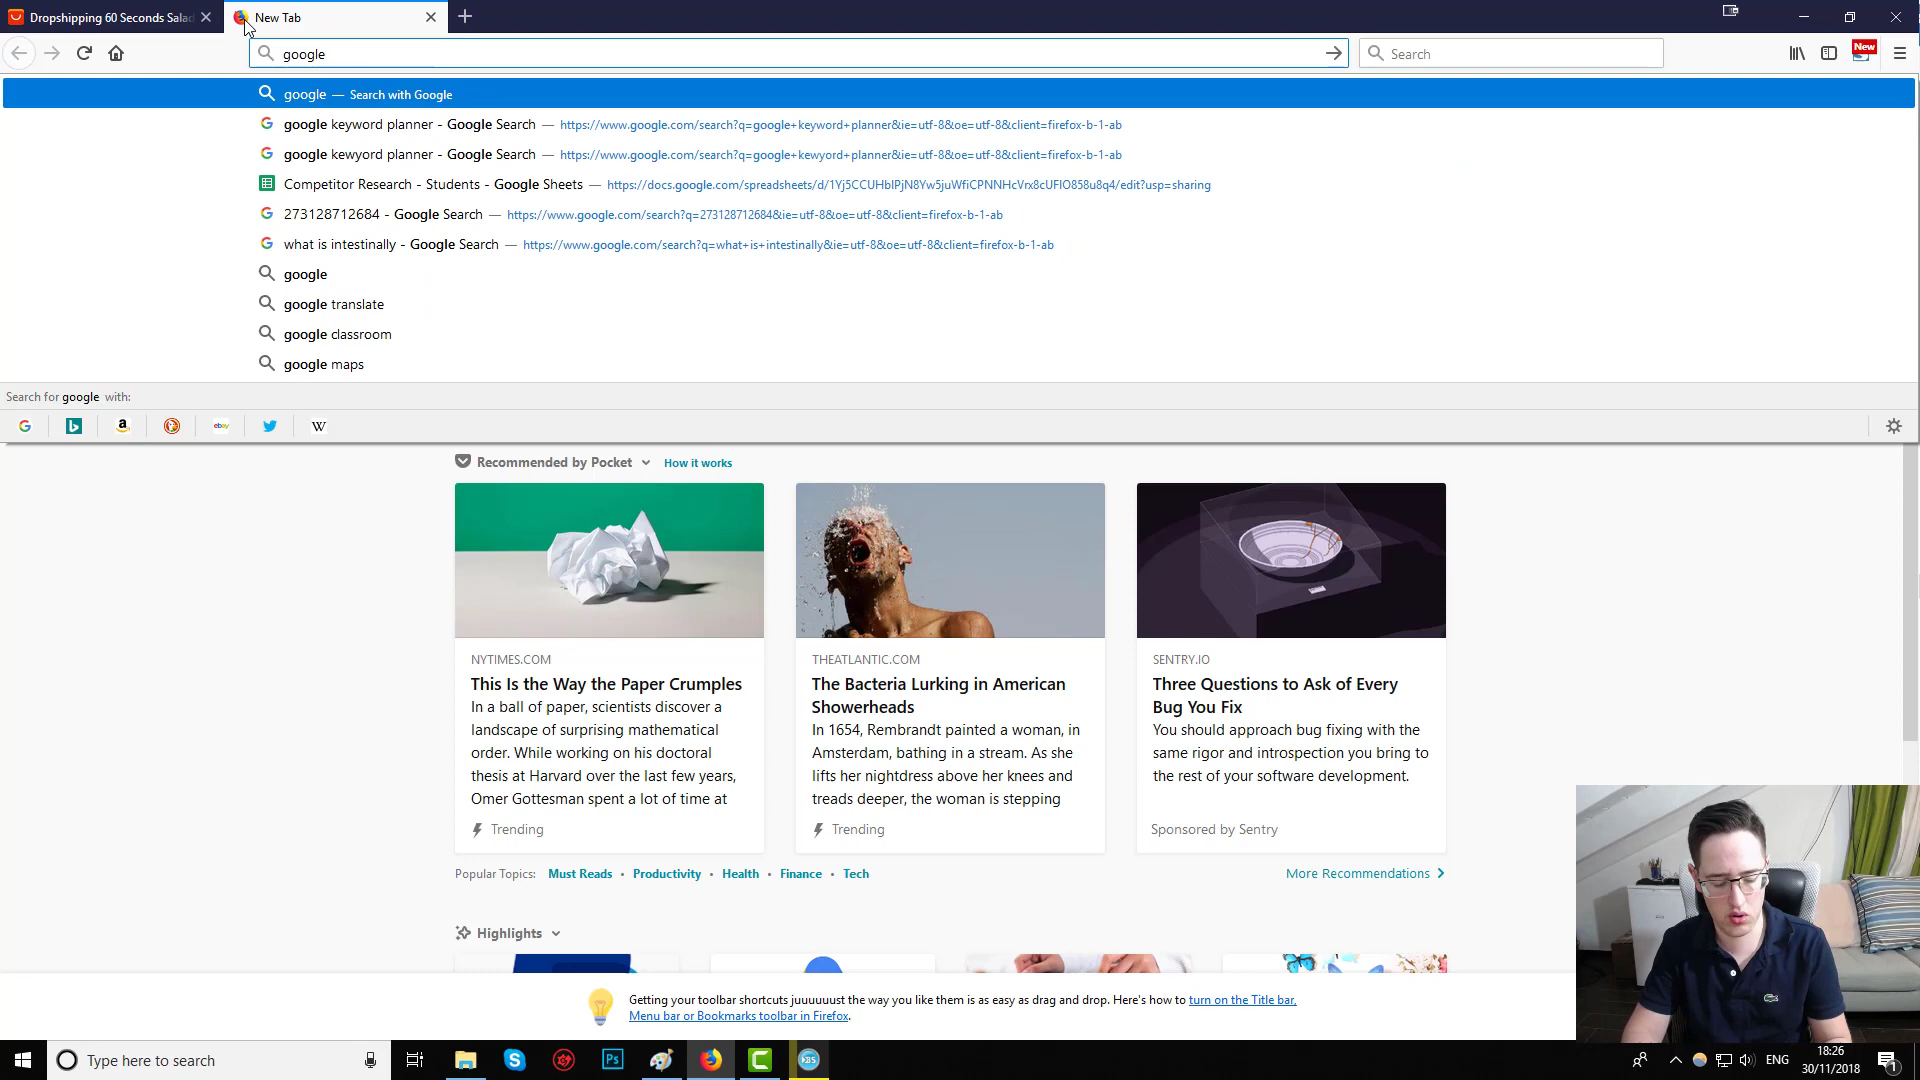 Dropshipping 60 Seconds Salad
New Tab
google
Search
New
google — Search with Google
google keyword planner - Google Search — https://www.google.com/search?q=google+keyword+planner&ie=utf-8&oe=utf-8&client=firefox-b-1-ab
google kewyord planner - Google Search — https://www.google.com/search?q=google+kewyord+planner&ie=utf-8&oe=utf-8&client=firefox-b-1-ab
Competitor Research - Students - Google Sheets — https://docs.google.com/spreadsheets/d/1Yj5CCUHbIPjN8Yw5juWfiCPNNHcVrx8cUFIO858u8q4/edit?usp=sharing
273128712684 - Google Search — https://www.google.com/search?q=273128712684&ie=utf-8&oe=utf-8&client=firefox-b-1-ab
what is intestinally - Google Search — https://www.google.com/search?q=what+is+intestinally&ie=utf-8&oe=utf-8&client=firefox-b-1-ab
google
google translate
google classroom
google maps
Search for google with:
ebay
Recommended by Pocket How it works
NYTIMES.COM
This Is the Way the Paper Crumples
In a ball of paper, scientists discover a
landscape of surprising mathematical
order. While working on his doctoral
thesis at Harvard over the last few years,
Omer Gottesman spent a lot of time at
Trending
THEATLANTIC.COM
The Bacteria Lurking in American
Showerheads
In 1654, Rembrandt painted a woman, in
Amsterdam, bathing in a stream. As she
lifts her nightdress above her knees and
treads deeper, the woman is stepping
Trending
SENTRY.IO
Three Questions to Ask of Every
Bug You Fix
You should approach bug fixing with the
same rigor and introspection you bring to
the rest of your software development.
Sponsored by Sentry
Popular Topics: Must Reads • Productivity • Health • Finance • Tech
More Recommendations
Highlights
Getting your toolbar shortcuts juuuuuust the way you like them is as easy as drag and drop. Here's how to turn on the Title bar,
Menu bar or Bookmarks toolbar in Firefox.
Type here to search
Ps
ENG
18:26
30/11/2018
1